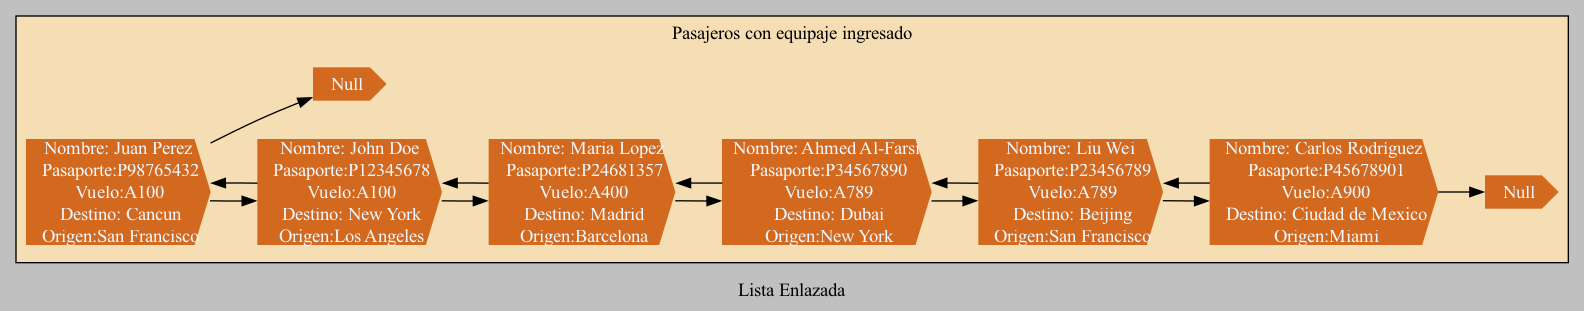 Pasajeros con equipaje ingresado
Null
Nombre: Juan Perez
Pasaporte:P98765432
Vuelo:A100
Destino: Cancun
Origen:San Francisco
Nombre: John Doe
Pasaporte:P12345678
Vuelo:A100
Destino: New York
Origen:Los Angeles
Nombre: Maria Lopez
Pasaporte:P24681357
Vuelo:A400
Destino: Madrid
Origen:Barcelona
Nombre: Ahmed Al-Farsi
Pasaporte:P34567890
Vuelo:A789
Destino: Dubai
Origen:New York
Nombre: Liu Wei
Pasaporte:P23456789
Vuelo:A789
Destino: Beijing
Origen:San Francisco
Nombre: Carlos Rodríguez
Pasaporte:P45678901
Vuelo:A900
Destino: Ciudad de Mexico
Origen:Miami
Null
Lista Enlazada